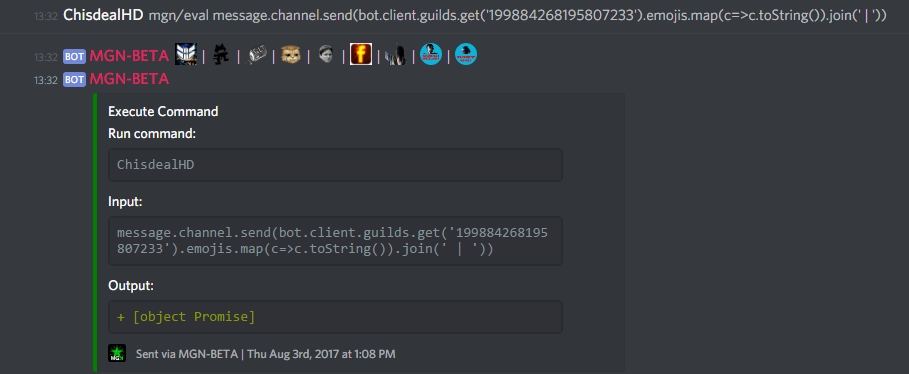 13:32 ChisdealHD mgn/eval message.channel.send(bot.client.guilds.get('199884268195807233').emojis.map(c=>c.toString()).join(' | '))
13:32 BOT MGN-BETA | | | | | | | |
13:32 BOT MGN-BETA
Execute Command
Run command:
ChisdealHD
Input:
message.channel.send(bot.client.guilds.get('199884268195
807233').emojis.map(c=>c.toString()).join(' | '))
Output:
+ [object Promise]
MGN Sent via MGN-BETA | Thu Aug 3rd, 2017 at 1:08 PM